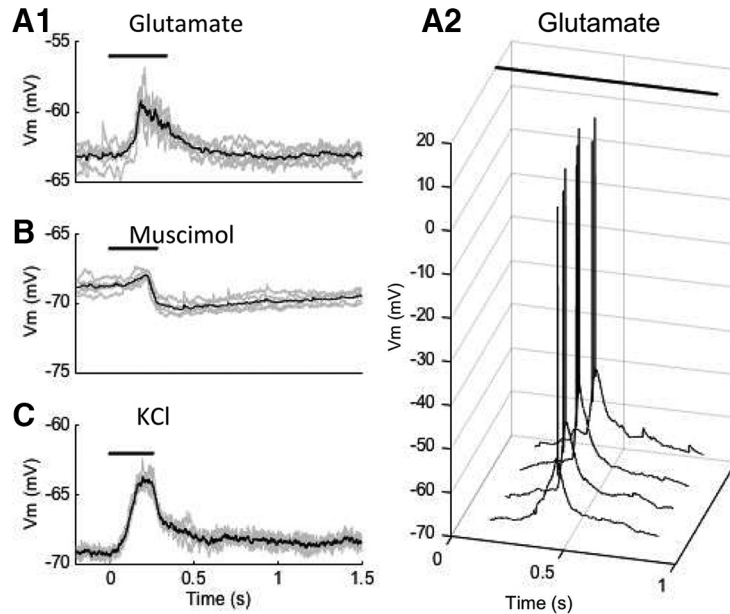 A1
Glutamate
-55
-60
-65
Vm (mV)
B
Muscimol
-65
-70
-75
Vm (mV)
C
KCl
-60
-65
-70
Vm (mV)
0
0.5
1
1.5
Time (s)
A2
Glutamate
20
10
0
-10
-20
-30
-40
-50
-60
-70
Vm (mV)
0
0.5
1
Time (s)